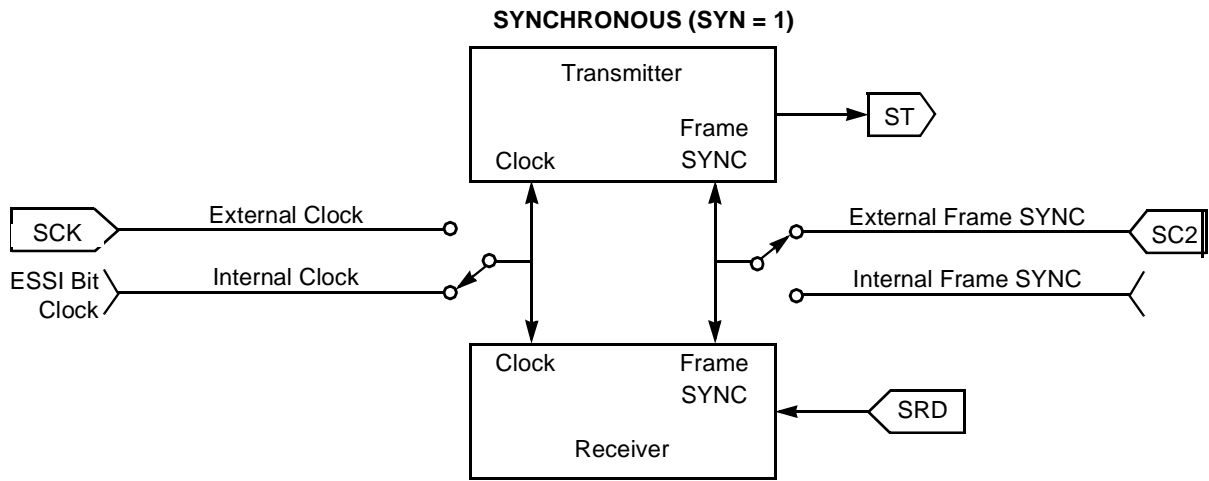 SYNCHRONOUS (SYN = 1)
Transmitter
ST
Frame
SYNC
Clock
External Clock
External Frame SYNC
SCK
SC2
ESSI Bit
Clock
Internal Clock
Internal Frame SYNC
Clock
Frame
SYNC
SRD
Receiver